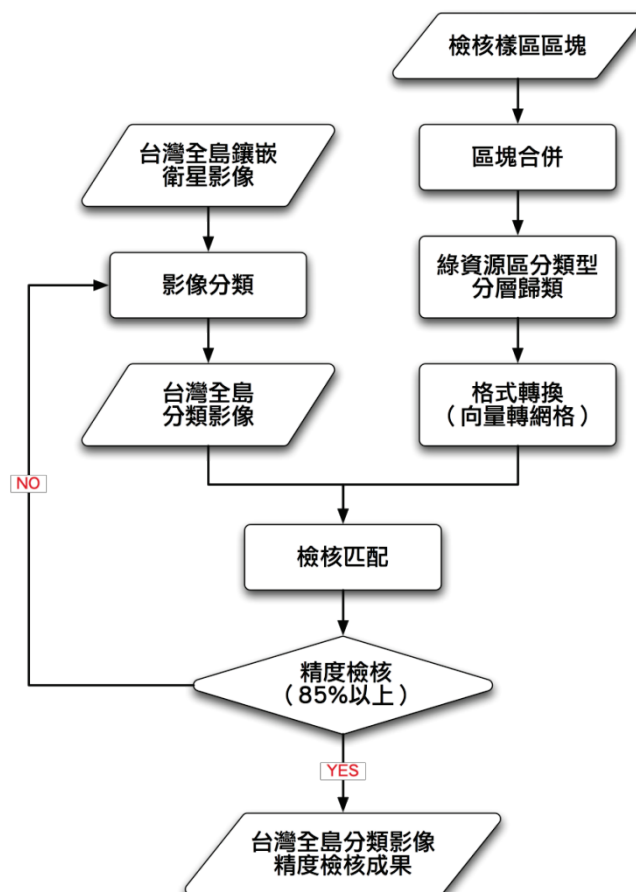 檢核樣區區塊
台灣全島鑲嵌
衛星影像
區塊合併
影像分類
綠資源區分類型
分層歸類
台灣全島
分類影像
格式轉換
（向量轉網格）
NO
檢核匹配
精度檢核
（85%以上）
YES
台灣全島分類影像
精度檢核成果